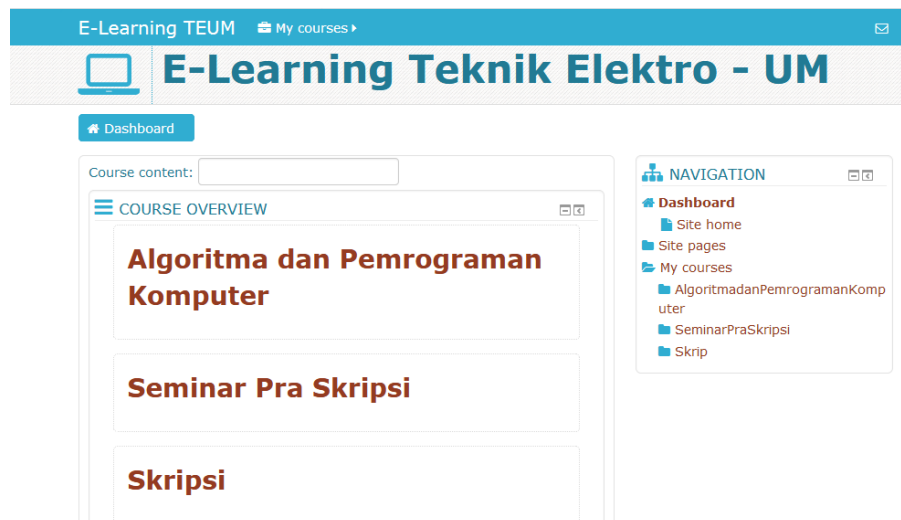 E-Learning TEUM My courses
E-Learning Teknik Elektro - UM
Dashboard
Course content:
COURSE OVERVIEW
Algoritma dan Pemrograman
Komputer
Seminar Pra Skripsi
Skripsi
NAVIGATION
Dashboard
Site home
Site pages
My courses
AlgoritmadanPemrogramanKomp
uter
SeminarPraSkripsi
Skrip